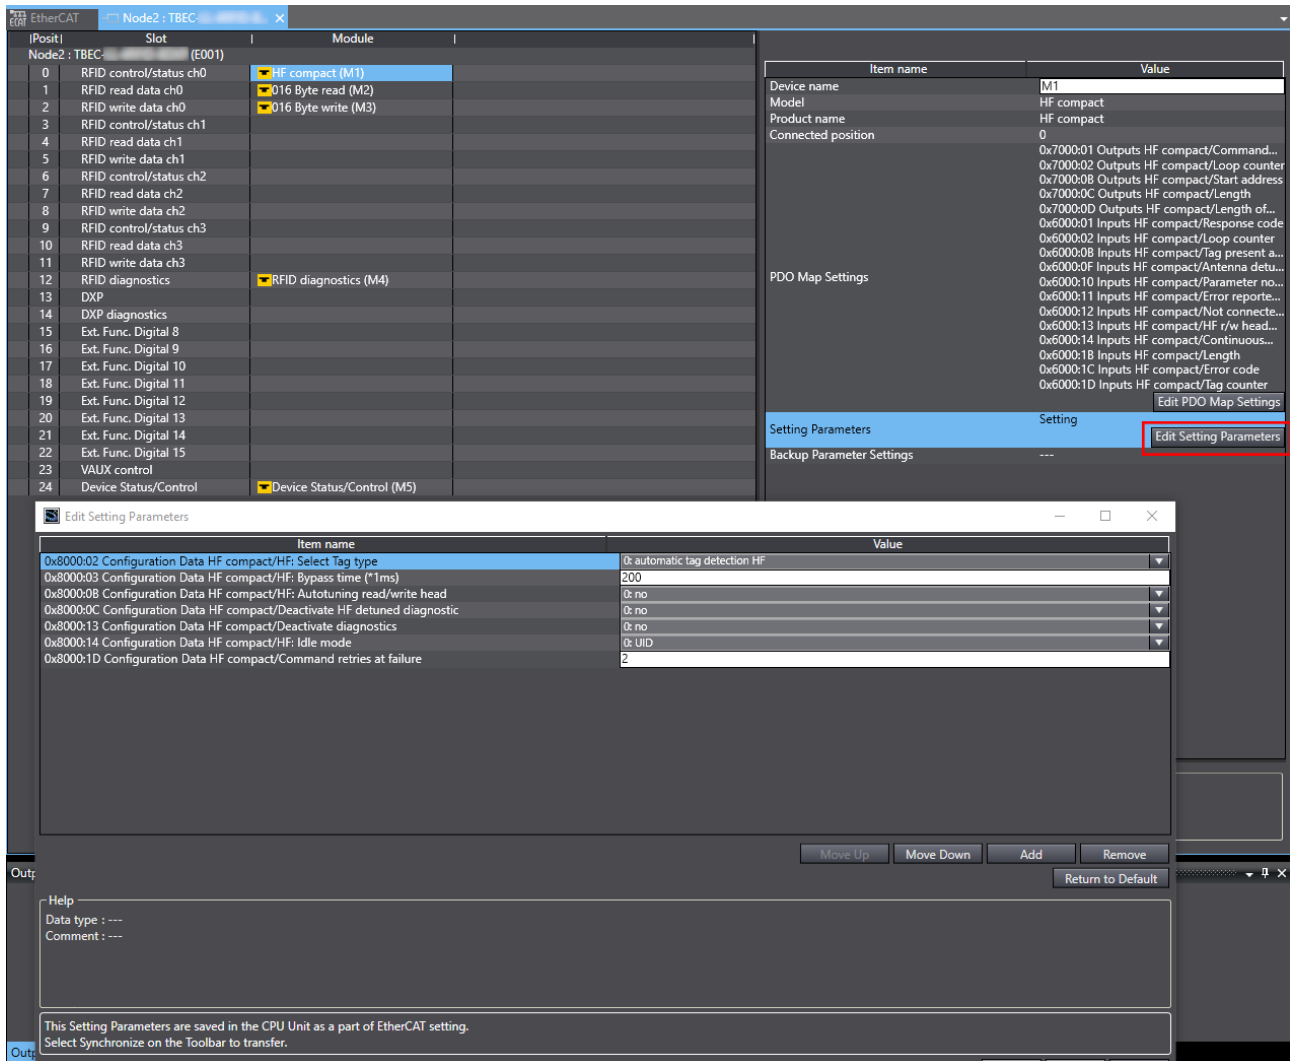 EtherCAT Node2 : TBEC-
Posit Slot Module
Node2 : TBEC- (E001)
0 RFID control/status ch0 HF compact (M1)
1 RFID read data ch0 016 Byte read (M2)
2 RFID write data ch0 016 Byte write (M3)
3 RFID control/status ch1
4 RFID read data ch1
5 RFID write data ch1
6 RFID control/status ch2
7 RFID read data ch2
8 RFID write data ch2
9 RFID control/status ch3
10 RFID read data ch3
11 RFID write data ch3
12 RFID diagnostics RFID diagnostics (M4)
13 DXP
14 DXP diagnostics
15 Ext. Func. Digital 8
16 Ext. Func. Digital 9
17 Ext. Func. Digital 10
18 Ext. Func. Digital 11
19 Ext. Func. Digital 12
20 Ext. Func. Digital 13
21 Ext. Func. Digital 14
22 Ext. Func. Digital 15
23 VAUX control
24 Device Status/Control Device Status/Control (M5)
Item name Value
Device name M1
Model HF compact
Product name HF compact
Connected position 0
PDO Map Settings
0x7000:01 Outputs HF compact/Command...
0x7000:02 Outputs HF compact/Loop counter
0x7000:0B Outputs HF compact/Start address
0x7000:0C Outputs HF compact/Length
0x7000:0D Outputs HF compact/Length of...
0x6000:01 Inputs HF compact/Response code
0x6000:02 Inputs HF compact/Loop counter
0x6000:0B Inputs HF compact/Tag present a...
0x6000:0F Inputs HF compact/Antenna detu...
0x6000:10 Inputs HF compact/Parameter no...
0x6000:11 Inputs HF compact/Error reporte...
0x6000:12 Inputs HF compact/Not connecte...
0x6000:13 Inputs HF compact/HF r/w head...
0x6000:14 Inputs HF compact/Continuous...
0x6000:1B Inputs HF compact/Length
0x6000:1C Inputs HF compact/Error code
0x6000:1D Inputs HF compact/Tag counter
Edit PDO Map Settings
Setting Parameters Setting
Edit Setting Parameters
Backup Parameter Settings ---
Edit Setting Parameters
Item name Value
0x8000:02 Configuration Data HF compact/HF: Select Tag type 0: automatic tag detection HF
0x8000:03 Configuration Data HF compact/HF: Bypass time (*1ms) 200
0x8000:0B Configuration Data HF compact/HF: Autotuning read/write head 0: no
0x8000:0C Configuration Data HF compact/Deactivate HF detuned diagnostic 0: no
0x8000:13 Configuration Data HF compact/Deactivate diagnostics 0: no
0x8000:14 Configuration Data HF compact/HF: Idle mode 0: UID
0x8000:1D Configuration Data HF compact/Command retries at failure 2
Move Up Move Down Add Remove
Return to Default
Outp
Help
Data type : ---
Comment : ---
This Setting Parameters are saved in the CPU Unit as a part of EtherCAT setting.
Select Synchronize on the Toolbar to transfer.
Outp